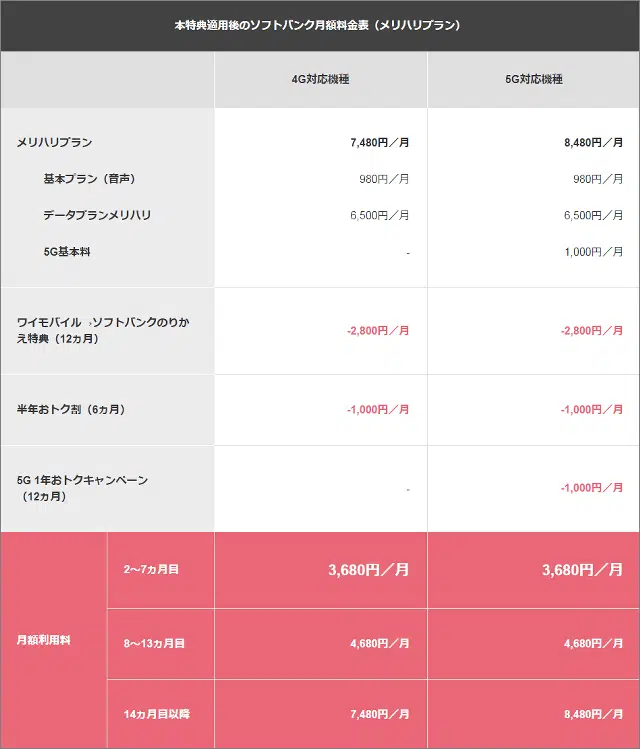 本特典適用後のソフトバンク月額料金表（メリハリプラン）
4G対応機種 5G対応機種
メリハリプラン 7,480円／月 8,480円／月
基本プラン（音声） 980円／月 980円／月
データプランメリハリ 6,500円／月 6,500円／月
5G基本料 - 1,000円／月
ワイモバイル→ソフトバンクのりか
え特典（12ヵ月） -2,800円／月 -2,800円／月
半年おトク割（6ヵ月） -1,000円／月 -1,000円／月
5G 1年おトクキャンペーン
（12ヵ月） - -1,000円／月
月額利用料
2～7ヵ月目 3,680円／月 3,680円／月
8～13ヵ月目 4,680円／月 4,680円／月
14ヵ月目以降 7,480円／月 8,480円／月